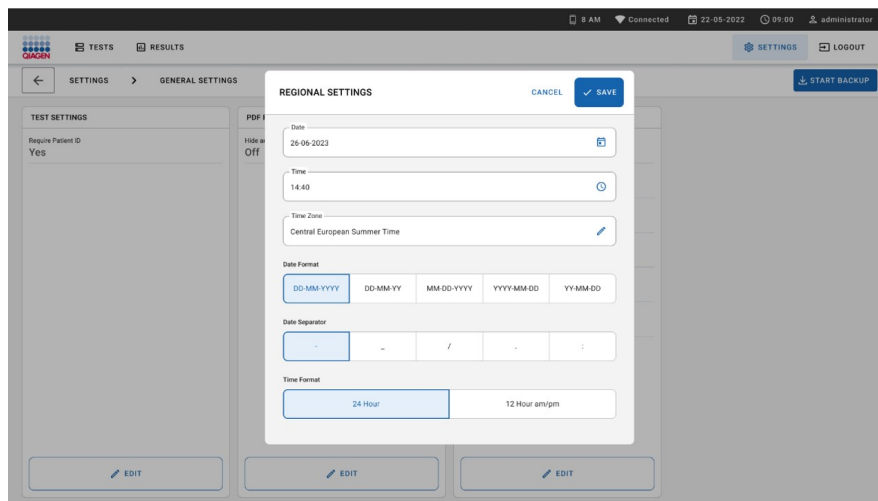 8 AM Connected 22-05-2022 09:00 administrator
QIAGEN TESTS RESULTS SETTINGS LOGOUT
SETTINGS > GENERAL SETTINGS START BACKUP
REGIONAL SETTINGS CANCEL SAVE
TEST SETTINGS
Require Patient ID
Yes
PDF
Hide
Off
Date
26-06-2023
Time
14:40
Time Zone
Central European Summer Time
Date Format
DD-MM-YYYY DD-MM-YY MM-DD-YYYY YYYY-MM-DD YY-MM-DD
Date Separator
- _ / . :
Time Format
24 Hour 12 Hour am/pm
EDIT EDIT EDIT